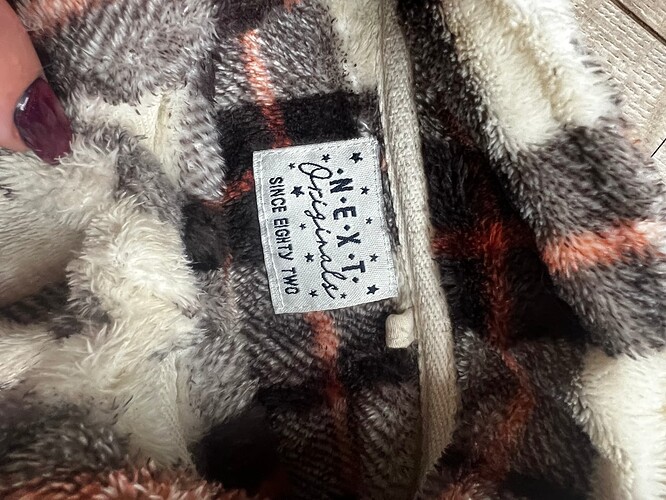 N·E·X·T·
Originals
SINCE EIGHTY TWO